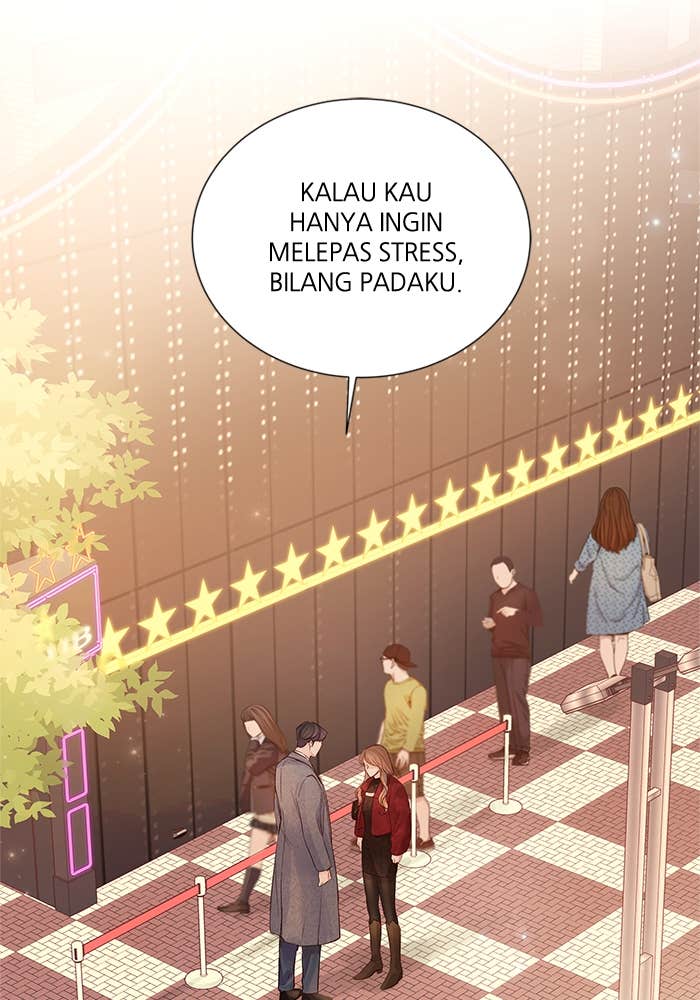 KALAU KAU
HANYA INGIN
MELEPAS STRESS,
BILANG PADAKU.